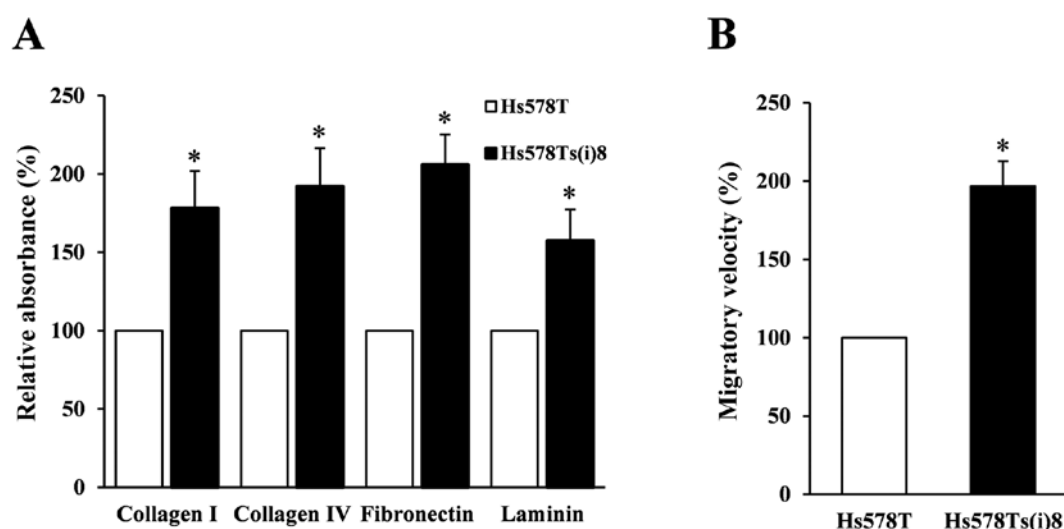 A
Relative absorbance (%)
250
200
150
100
50
0
* * * *
Hs578T
Hs578Ts(i)8
Collagen I Collagen IV Fibronectin Laminin
B
Migratory velocity (%)
250
200
150
100
50
0
*
Hs578T Hs578Ts(i)8